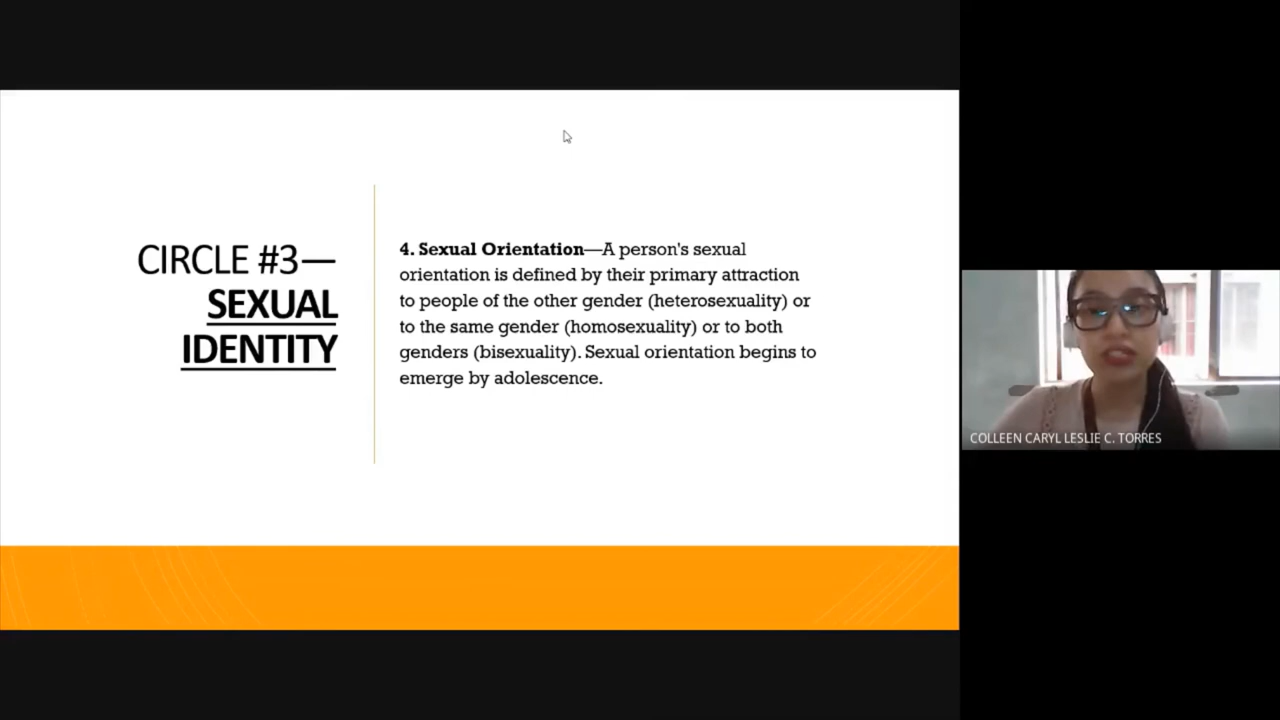 CIRCLE #3—
SEXUAL
IDENTITY
4. Sexual Orientation—A person's sexual
orientation is defined by their primary attraction
to people of the other gender (heterosexuality) or
to the same gender (homosexuality) or to both
genders (bisexuality). Sexual orientation begins to
emerge by adolescence.
COLLEEN CARYL LESLIE C. TORRES